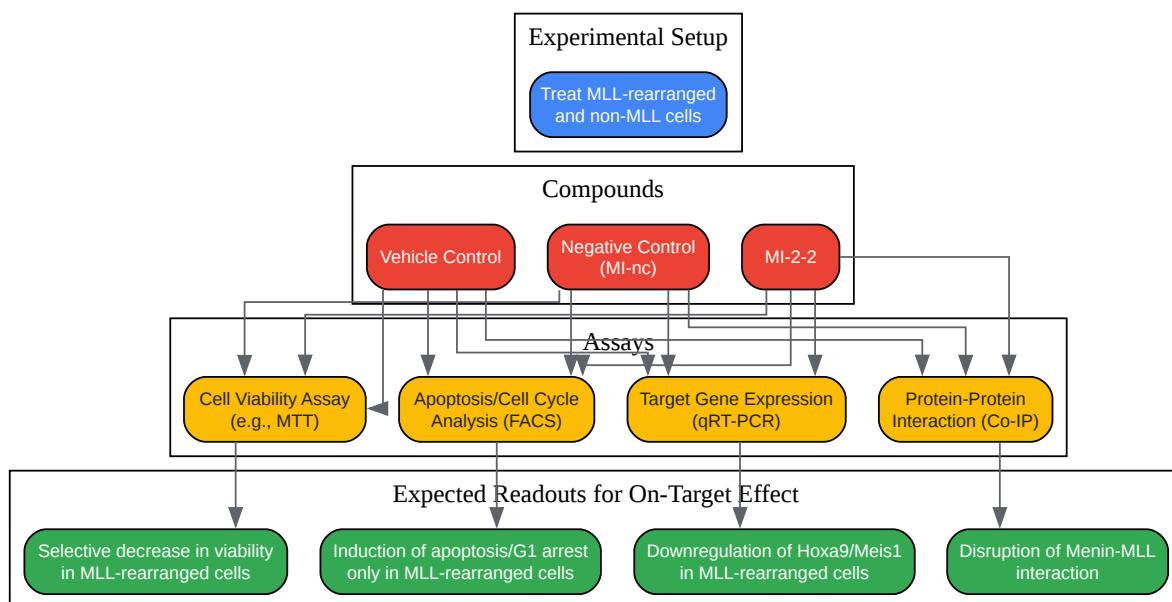 Experimental Setup
Treat MLL-rearranged
and non-MLL cells
Compounds
Vehicle Control
Negative Control
(MI-nc)
MI-2-2
Assays
Cell Viability Assay
(e.g., MTT)
Apoptosis/Cell Cycle
Analysis (FACS)
Target Gene Expression
(qRT-PCR)
Protein-Protein
Interaction (Co-IP)
Expected Readouts for On-Target Effect
Selective decrease in viability
in MLL-rearranged cells
Induction of apoptosis/G1 arrest
only in MLL-rearranged cells
Downregulation of Hoxa9/Meis1
in MLL-rearranged cells
Disruption of Menin-MLL
interaction